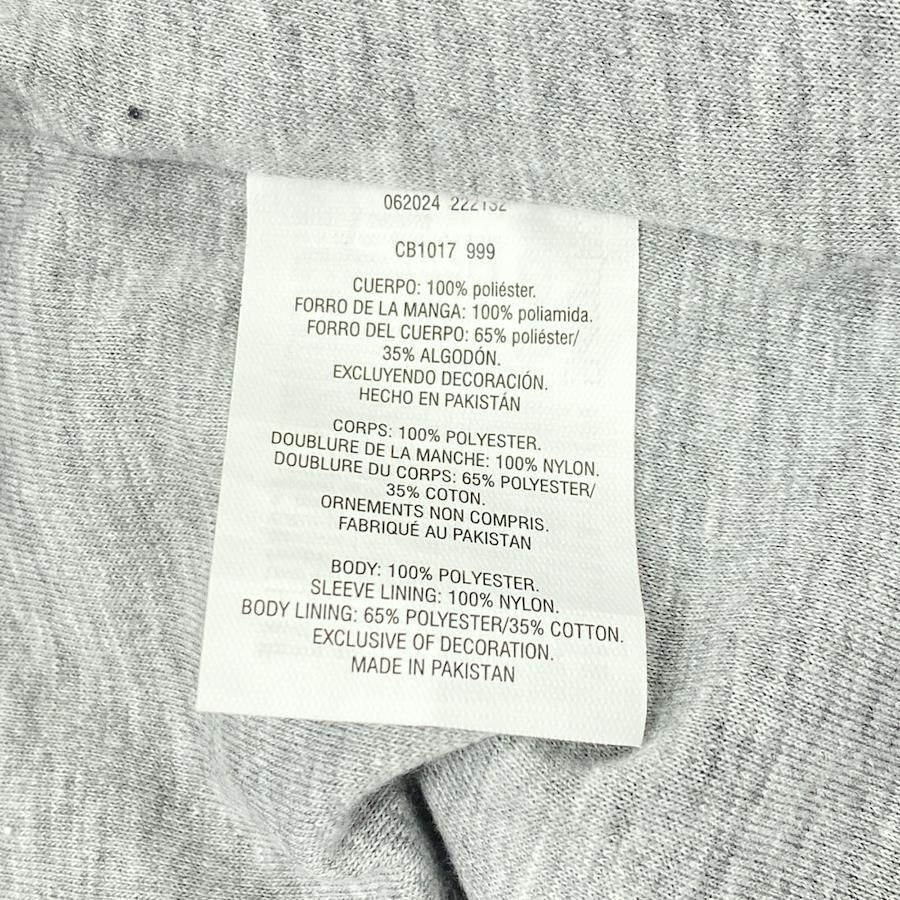 062024 222132
CB1017 999
CUERPO: 100% poliéster.
FORRO DE LA MANGA: 100% poliamida.
FORRO DEL CUERPO: 65% poliéster/
35% ALGODÓN.
EXCLUYENDO DECORACIÓN.
HECHO EN PAKISTÁN
CORPS: 100% POLYESTER.
DOUBLURE DE LA MANCHE: 100% NYLON.
DOUBLURE DU CORPS: 65% POLYESTER/
35% COTON.
ORNEMENTS NON COMPRIS.
FABRIQUÉ AU PAKISTAN
BODY: 100% POLYESTER.
SLEEVE LINING: 100% NYLON.
BODY LINING: 65% POLYESTER/35% COTTON.
EXCLUSIVE OF DECORATION.
MADE IN PAKISTAN